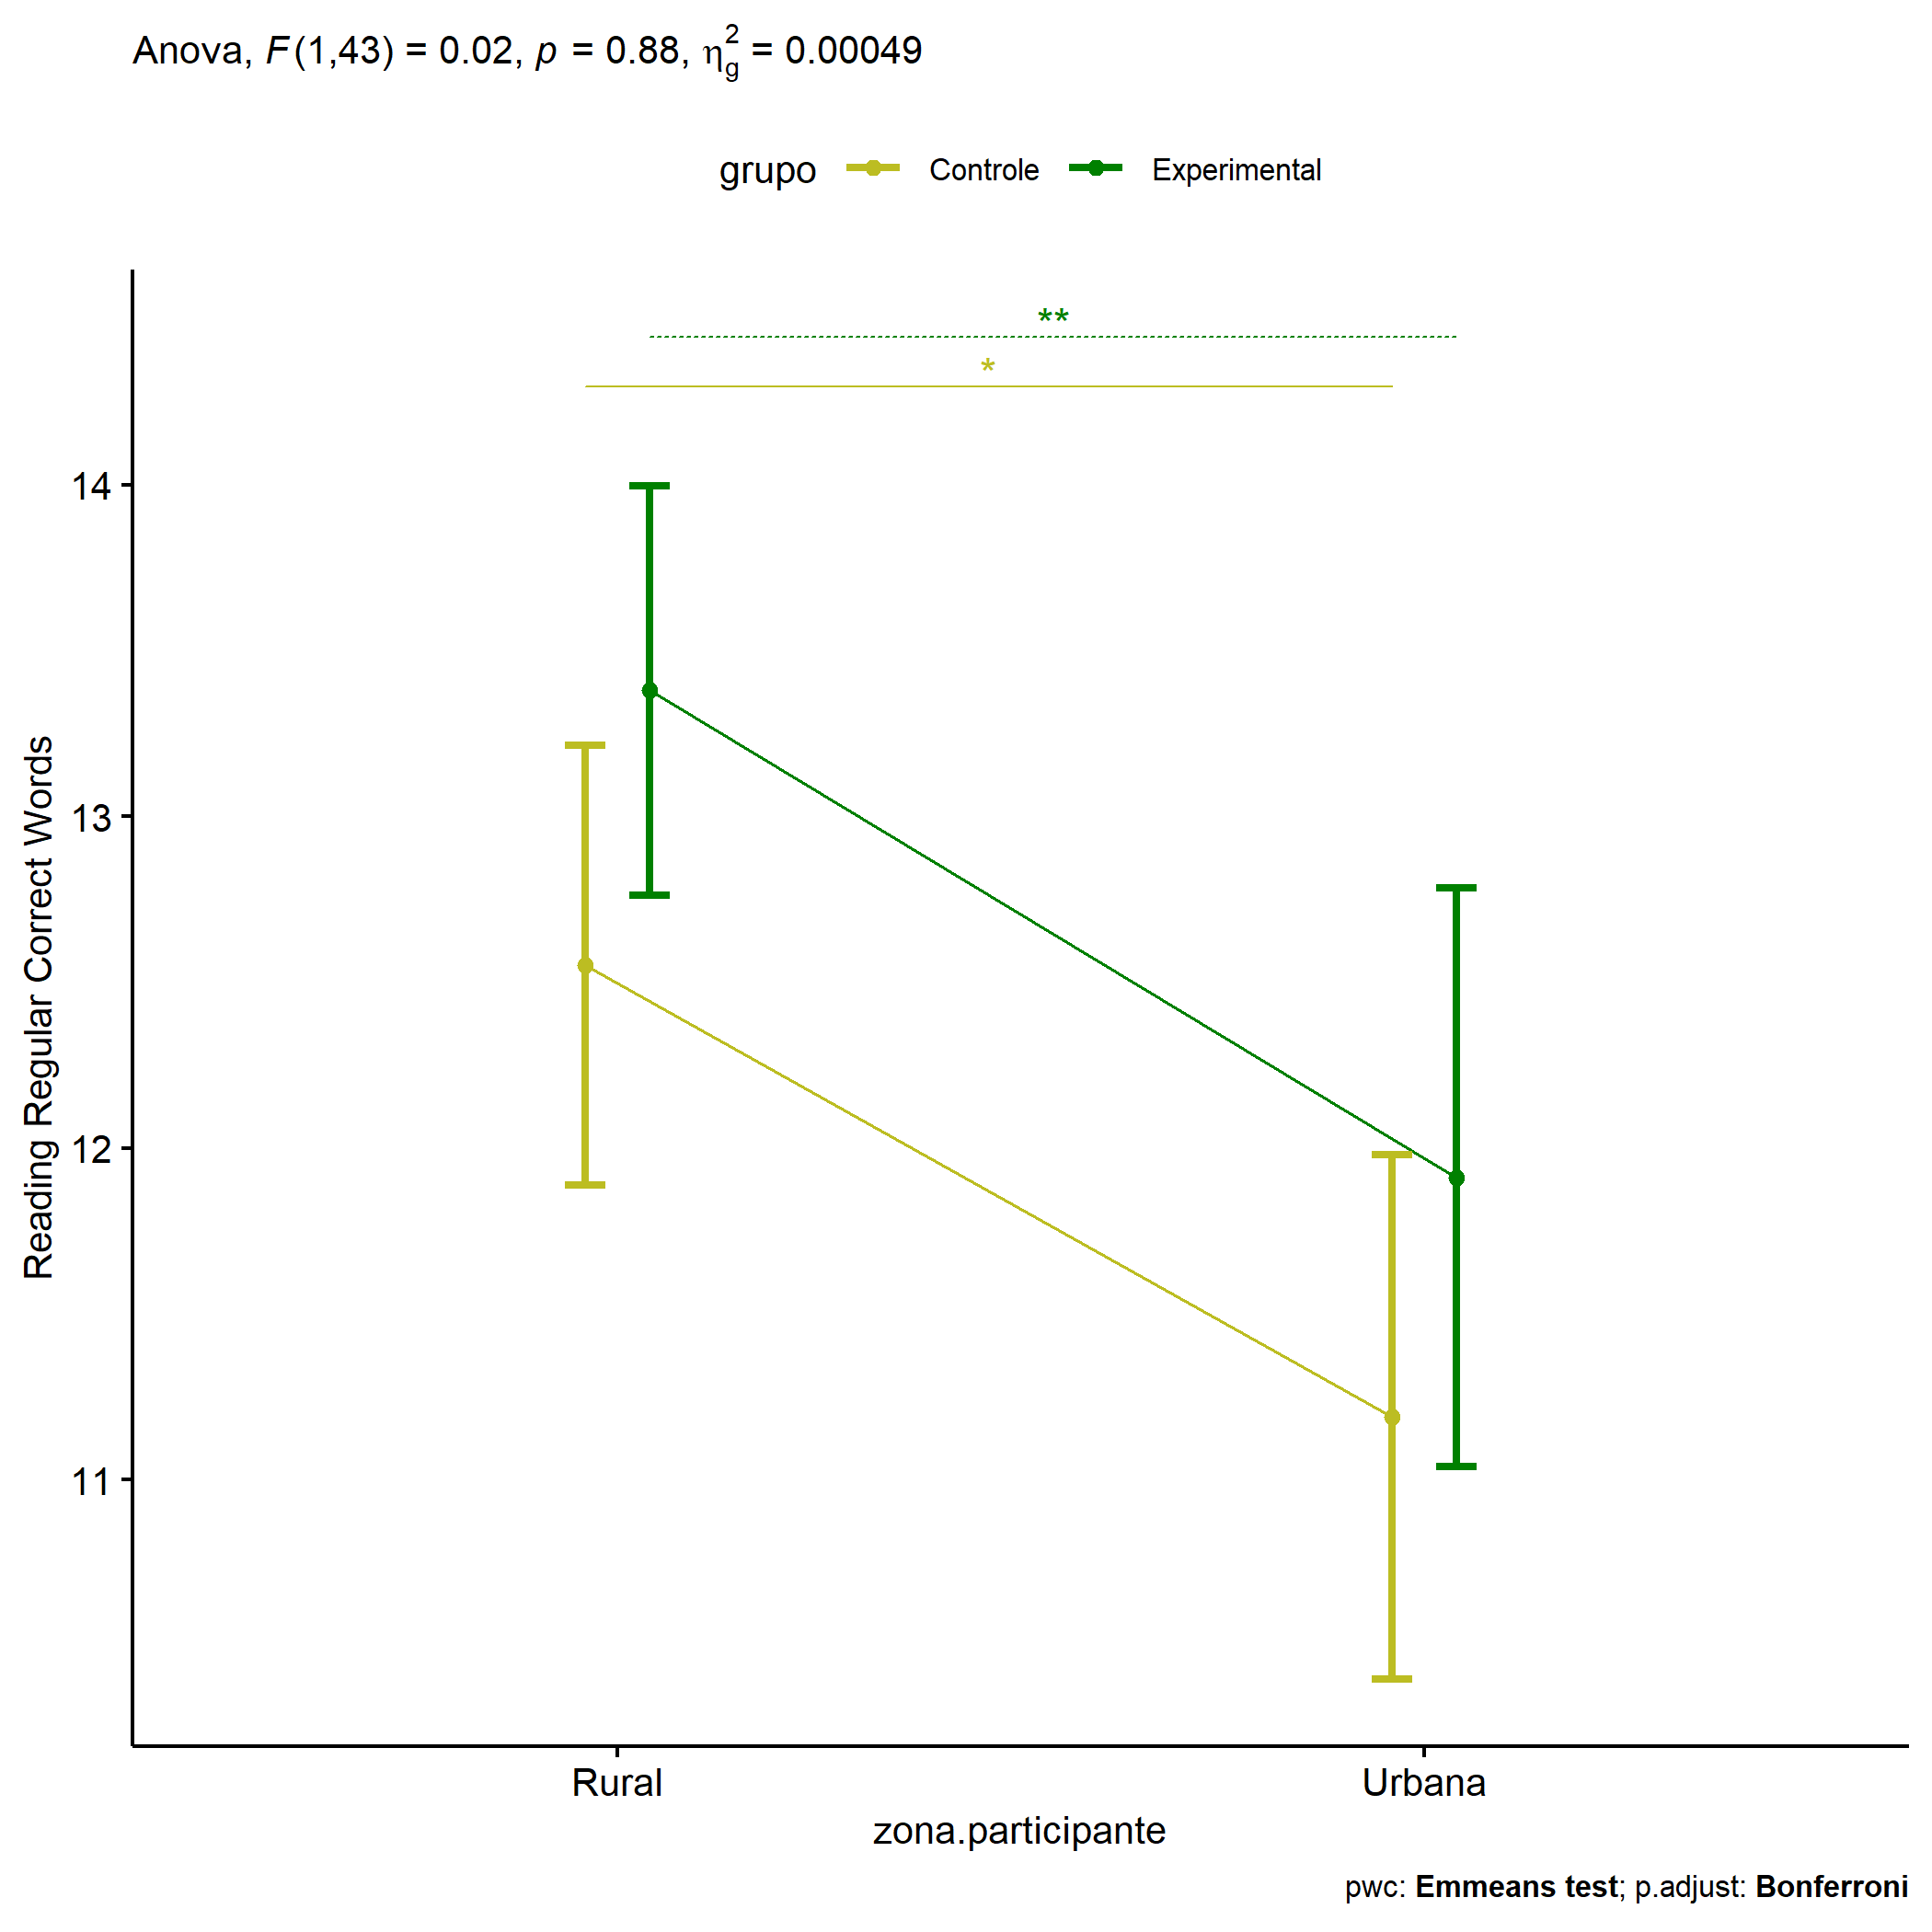 Anova, F(1,43) = 0.02, p = 0.88, η²g = 0.00049
grupo Controle Experimental
**
*
14
13
12
11
Reading Regular Correct Words
Rural Urbana
zona.participante
pwc: Emmeans test; p.adjust: Bonferroni